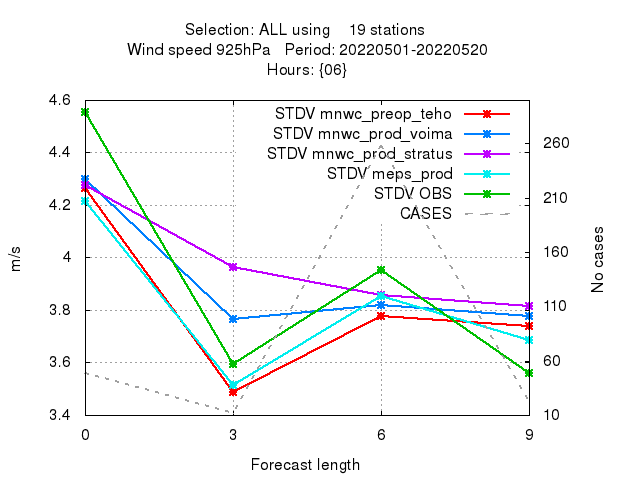 Selection: ALL using 19 stations
Wind speed 925hPa Period: 20220501-20220520
Hours: {06}
STDV mnwc_preop_teho
STDV mnwc_prod_voima
STDV mnwc_prod_stratus
STDV meps_prod
STDV OBS
CASES
4.6
4.4
4.2
4
3.8
3.6
3.4
m/s
260
210
160
110
60
10
No cases
0 3 6 9
Forecast length